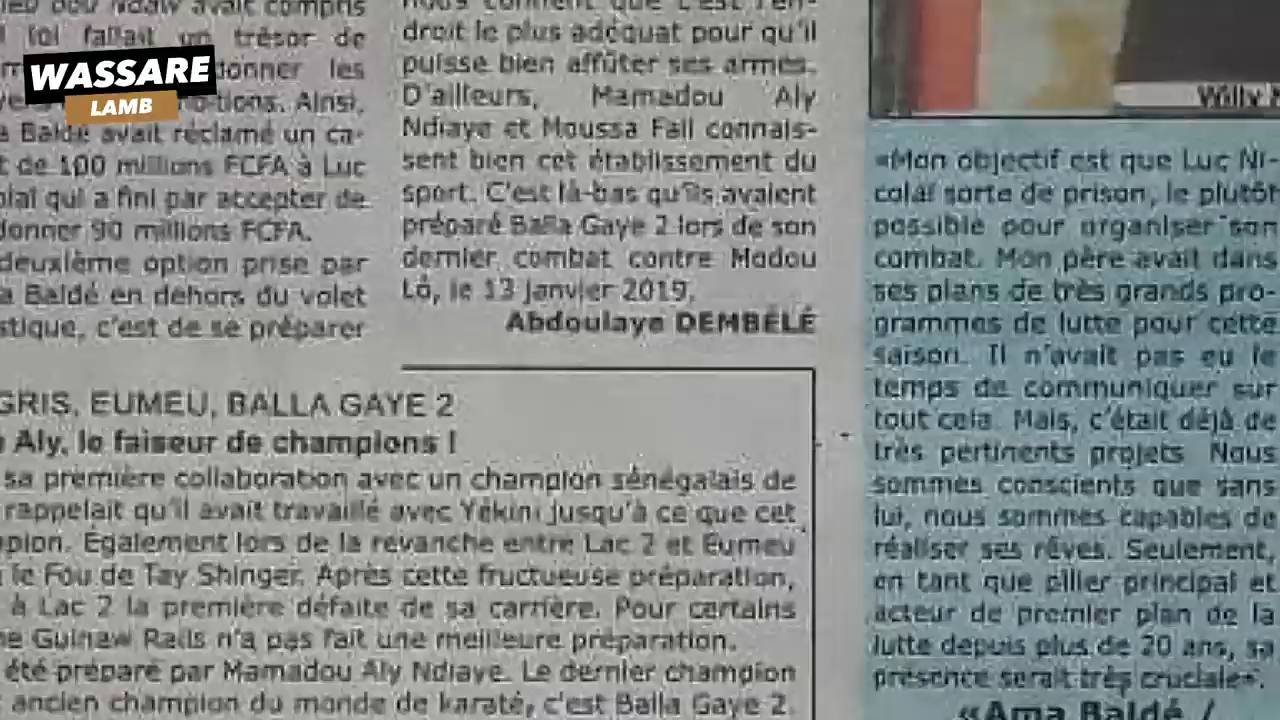 WASSARE
LAMB
avait compris
fallait un trésor de
donner les
Ainsi,
Baldé avait réclamé un ca-
de 100 millions FCFA à Luc
qui a fini par accepter de
donner 90 millions FCFA.
deuxième option prise par
Baldé en dehors du volet
c'est de se préparer
droit le plus adéquat pour qu'il
puisse bien affûter ses armes.
D'ailleurs, Mamadou Aly
Ndiaye et Moussa Fall connais-
sent bien cet établissement du
sport. C'est là-bas qu'ils avaient
préparé Balla Gaye 2 lors de son
dernier combat contre Modou
Lô, le 13 janvier 2019.
Abdoulaye DEMBÉLÉ
GRIS, EUMEU, BALLA GAYE 2
Aly, le faiseur de champions !
sa première collaboration avec un champion sénégalais de
rappelait qu'il avait travaillé avec Yékini jusqu'à ce que cet
Également lors de la revanche entre Lac 2 et Eumeu
le Fou de Tay Shinger. Après cette fructueuse préparation,
à Lac 2 la première défaite de sa carrière. Pour certains
Guinaw Rails n'a pas fait une meilleure préparation.
été préparé par Mamadou Aly Ndiaye. Le dernier champion
ancien champion du monde de karaté, c'est Balla Gaye 2.
Willy
«Mon objectif est que Luc Ni-
colaï sorte de prison, le plutôt
possible pour organiser son
combat. Mon père avait dans
ses plans de très grands pro-
grammes de lutte pour cette
saison. Il n'avait pas eu le
temps de communiquer sur
tout cela. Mais, c'était déjà de
très pertinents projets. Nous
sommes conscients que sans
lui, nous sommes capables de
réaliser ses rêves. Seulement,
en tant que pilier principal et
acteur de premier plan de la
lutte depuis plus de 20 ans, sa
présence serait très cruciale».
«Ama Baldé /